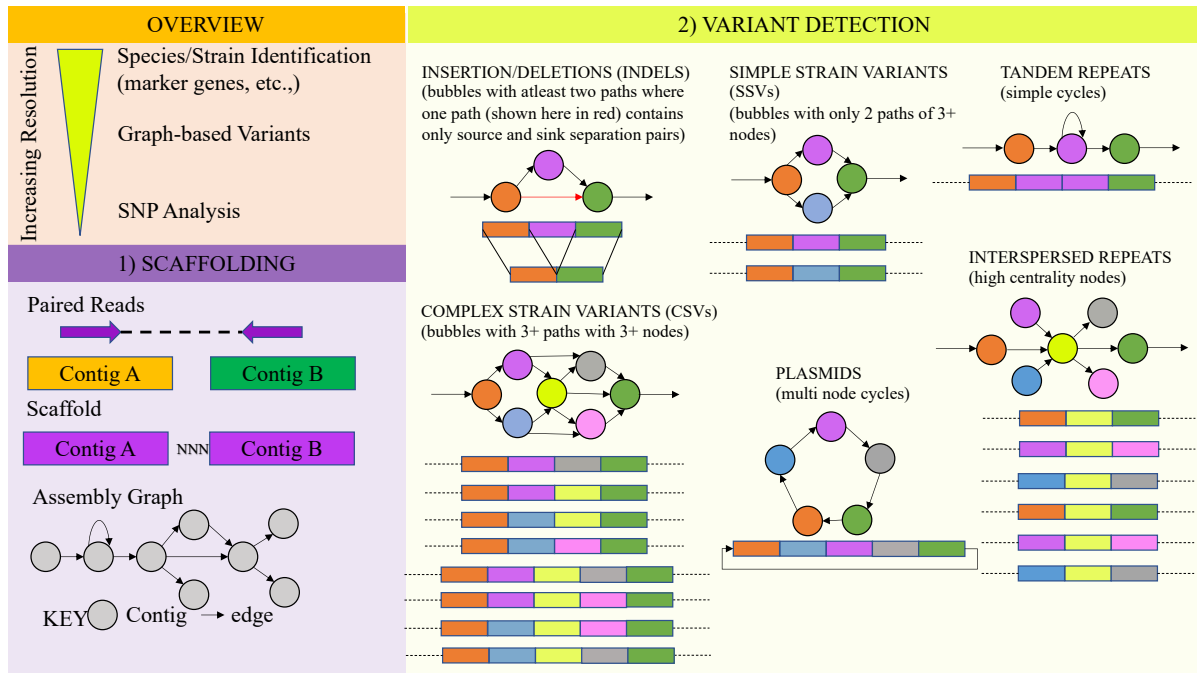 OVERVIEW
Increasing Resolution
Species/Strain Identification
(marker genes, etc.,)
Graph-based Variants
SNP Analysis
1) SCAFFOLDING
Paired Reads
Contig A
Contig B
Scaffold
Contig A
NNN
Contig B
Assembly Graph
KEY
Contig
edge
2) VARIANT DETECTION
INSERTION/DELETIONS (INDELS)
(bubbles with atleast two paths where
one path (shown here in red) contains
only source and sink separation pairs)
SIMPLE STRAIN VARIANTS
(SSVs)
(bubbles with only 2 paths of 3+
nodes)
TANDEM REPEATS
(simple cycles)
COMPLEX STRAIN VARIANTS (CSVs)
(bubbles with 3+ paths with 3+ nodes)
PLASMIDS
(multi node cycles)
INTERSPERSED REPEATS
(high centrality nodes)